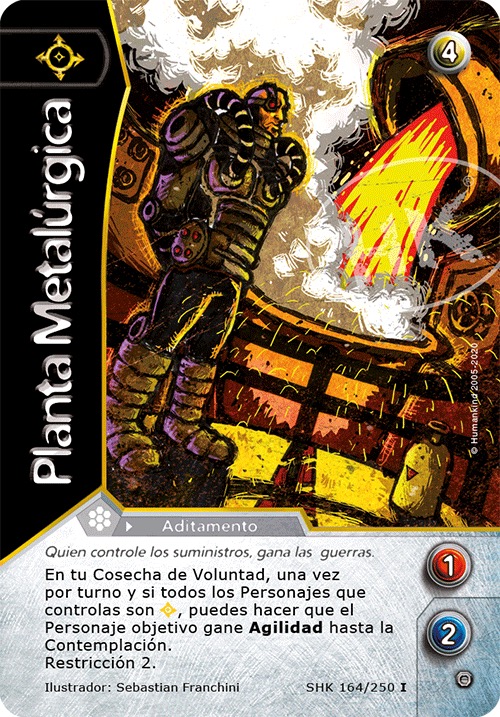 4
Planta Metalúrgica
© Humankind 2005-2020
Aditamento
Quien controle los suministros, gana las guerras.
En tu Cosecha de Voluntad, una vez
por turno y si todos los Personajes que
controlas son , puedes hacer que el
Personaje objetivo gane Agilidad hasta la
Contemplación.
Restricción 2.
1
2
Ilustrador: Sebastian Franchini
SHK 164/250 I